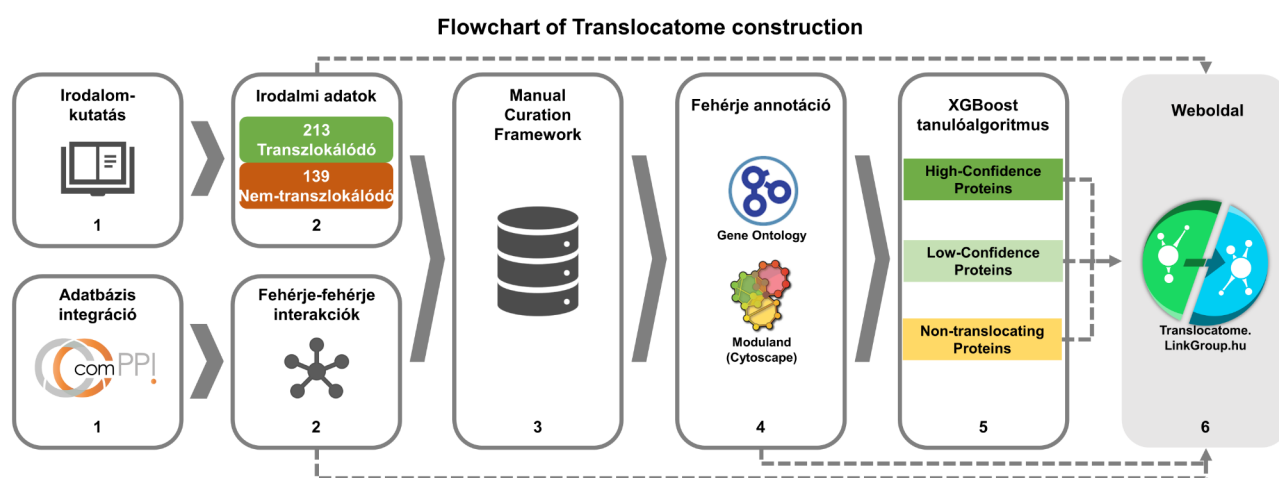 Flowchart of Translocatome construction
Irodalom-
kutatás
1
Irodalmi adatok
213
Transzlokálódó
139
Nem-transzlokálódó
2
Adatbázis
integráció
comPPI
1
Fehérje-fehérje
interakciók
2
Manual
Curation
Framework
3
Fehérje annotáció
Gene Ontology
Moduland
(Cytoscape)
4
XGBoost
tanulóalgoritmus
High-Confidence
Proteins
Low-Confidence
Proteins
Non-translocating
Proteins
5
Weboldal
Translocatome.
LinkGroup.hu
6